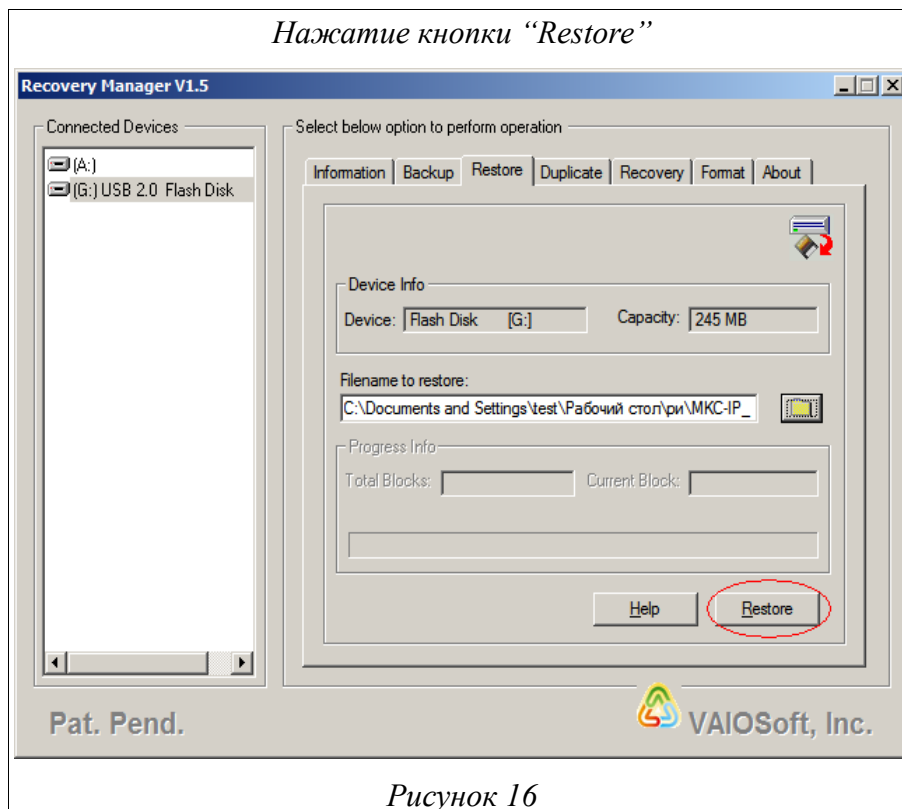 Нажатие кнопки “Restore”
Recovery Manager V1.5
Connected Devices
(A:)
(G:) USB 2.0 Flash Disk
Select below option to perform operation
Information Backup Restore Duplicate Recovery Format About
Device Info
Device: Flash Disk [G:] Capacity: 245 MB
Filename to restore:
C:\Documents and Settings\test\Рабочий стол\ри\MKC-IP_
Progress Info
Total Blocks: Current Block:
Help Restore
Pat. Pend. VAIOSoft, Inc.
Рисунок 16